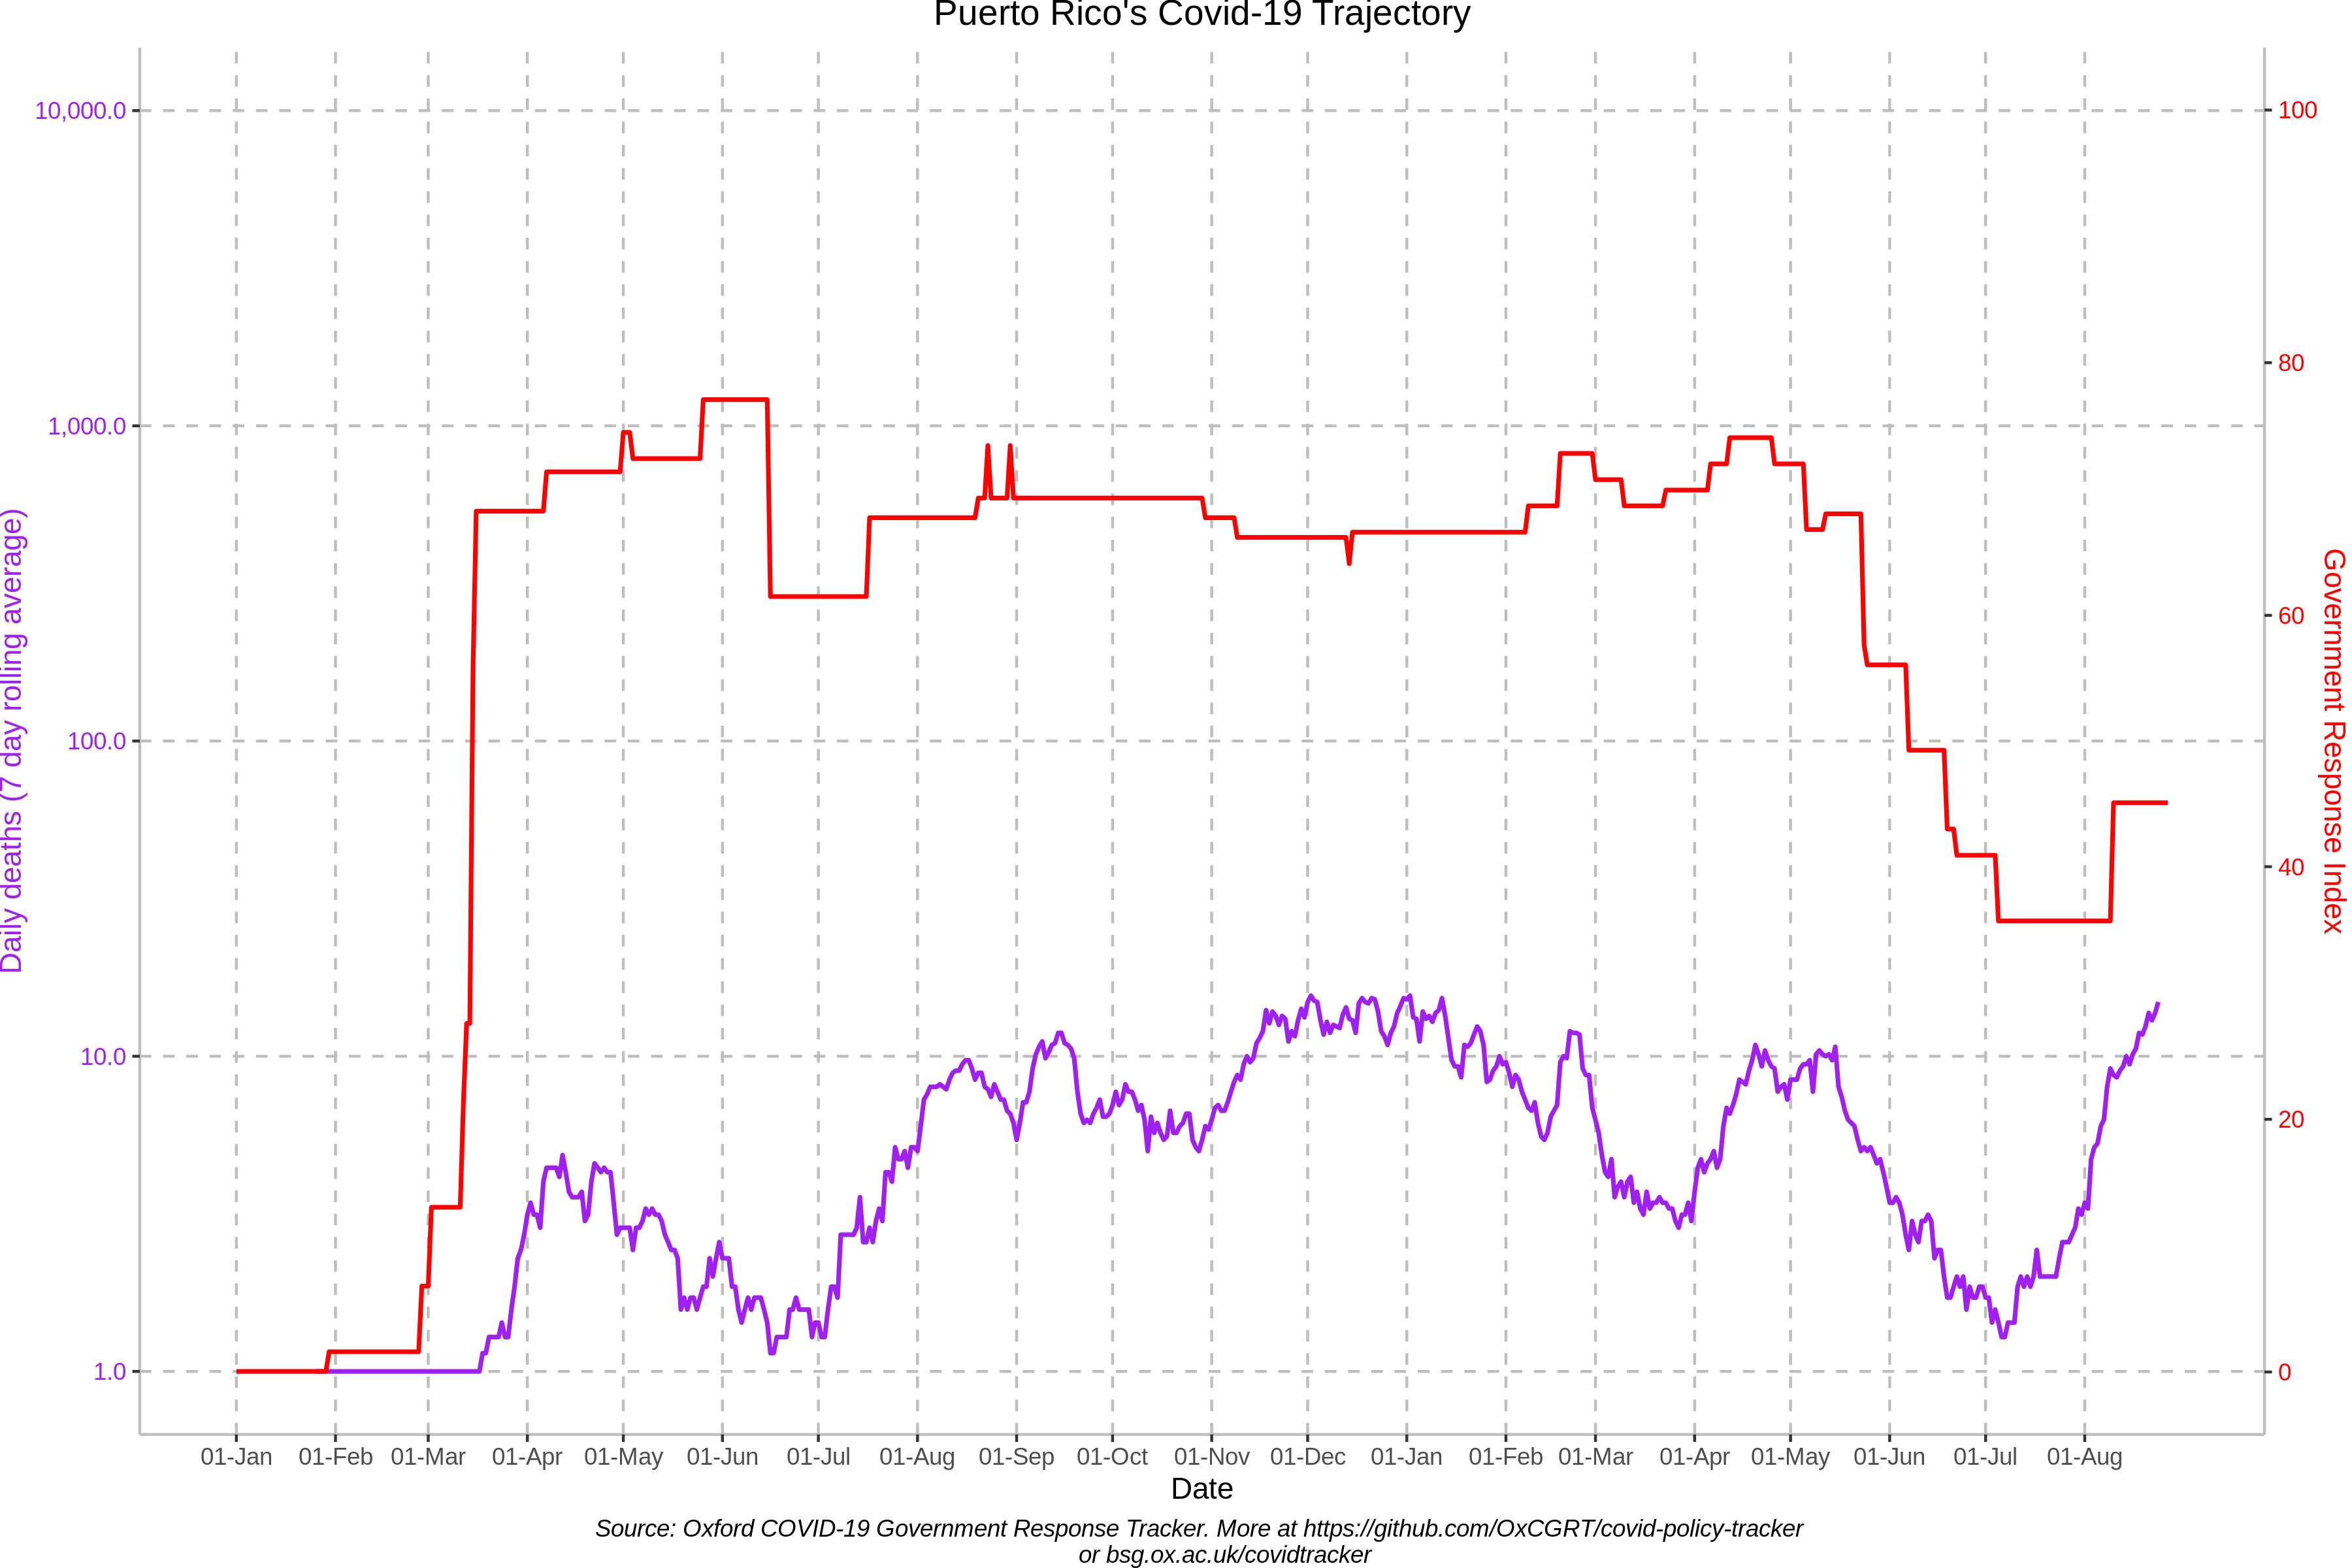 Puerto Rico's Covid-19 Trajectory
10,000.0
1,000.0
100.0
10.0
1.0
Daily deaths (7 day rolling average)
100
80
60
40
20
0
Government Response Index
01-Jan 01-Feb 01-Mar 01-Apr 01-May 01-Jun 01-Jul 01-Aug 01-Sep 01-Oct 01-Nov 01-Dec 01-Jan 01-Feb 01-Mar 01-Apr 01-May 01-Jun 01-Jul 01-Aug
Date
Source: Oxford COVID-19 Government Response Tracker. More at https://github.com/OxCGRT/covid-policy-tracker
or bsg.ox.ac.uk/covidtracker